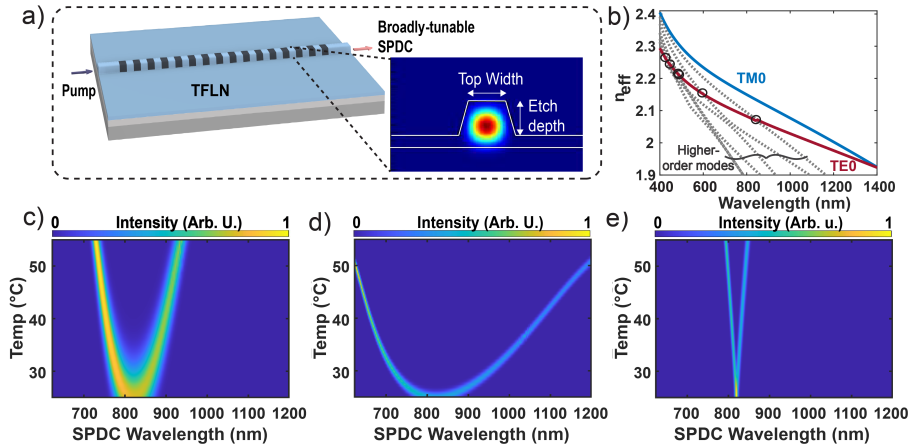 a)
Pump
TFLN
Broadly-tunable
SPDC
Top Width
Etch
depth
b)
2.4
2.3
2.2
2.1
2
1.9
n_eff
TM0
TE0
Higher-
order modes
400 600 800 1000 1200 1400
Wavelength (nm)
c)
0 Intensity (Arb. U.) 1
50
40
30
Temp (°C)
700 800 900 1000 1100 1200
SPDC Wavelength (nm)
d)
0 Intensity (Arb. U.) 1
50
40
30
Temp (°C)
700 800 900 1000 1100 1200
SPDC Wavelength (nm)
e)
0 Intensity (Arb. u.) 1
50
40
30
Temp (°C)
700 800 900 1000 1100 1200
SPDC Wavelength (nm)